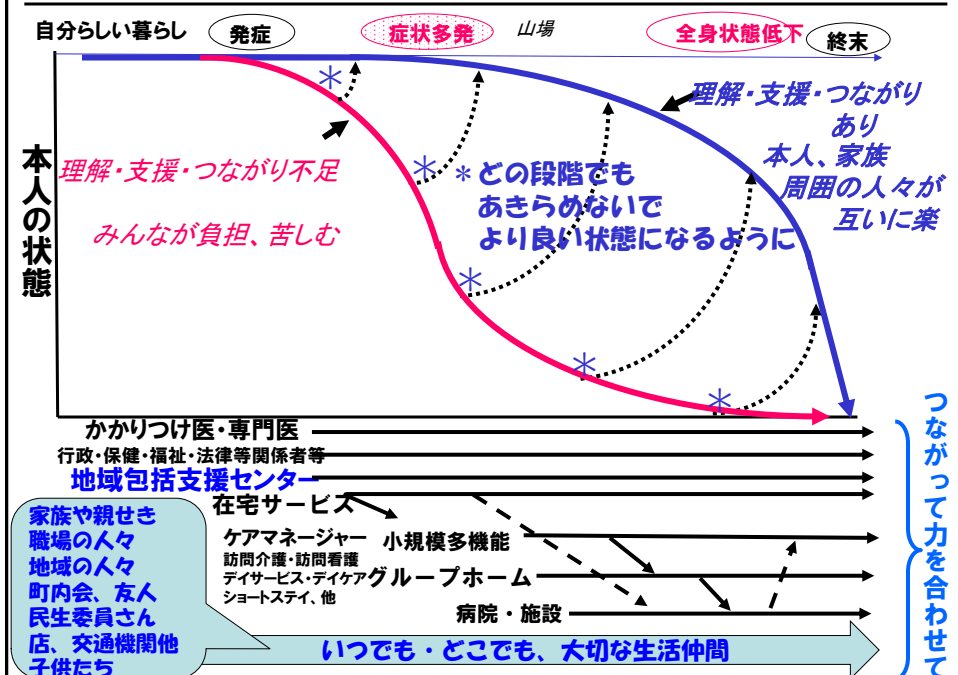 自分らしい暮らし
発症
症状多発
山場
全身状態低下
終末
本人の状態
理解・支援・つながり
あり
本人、家族
周囲の人々が
互いに楽
理解・支援・つながり不足
みんなが負担、苦しむ
＊どの段階でも
あきらめないで
より良い状態になるように
＊
＊
＊
＊
＊
かかりつけ医・専門医
行政・保健・福祉・法律等関係者等
地域包括支援センター
在宅サービス
ケアマネージャー
訪問介護・訪問看護
デイサービス・デイケア
ショートステイ、他
小規模多機能
グループホーム
病院・施設
家族や親せき
職場の人々
地域の人々
町内会、友人
民生委員さん
店、交通機関他
子供たち
いつでも・どこでも、大切な生活仲間
つながって力を合わせて